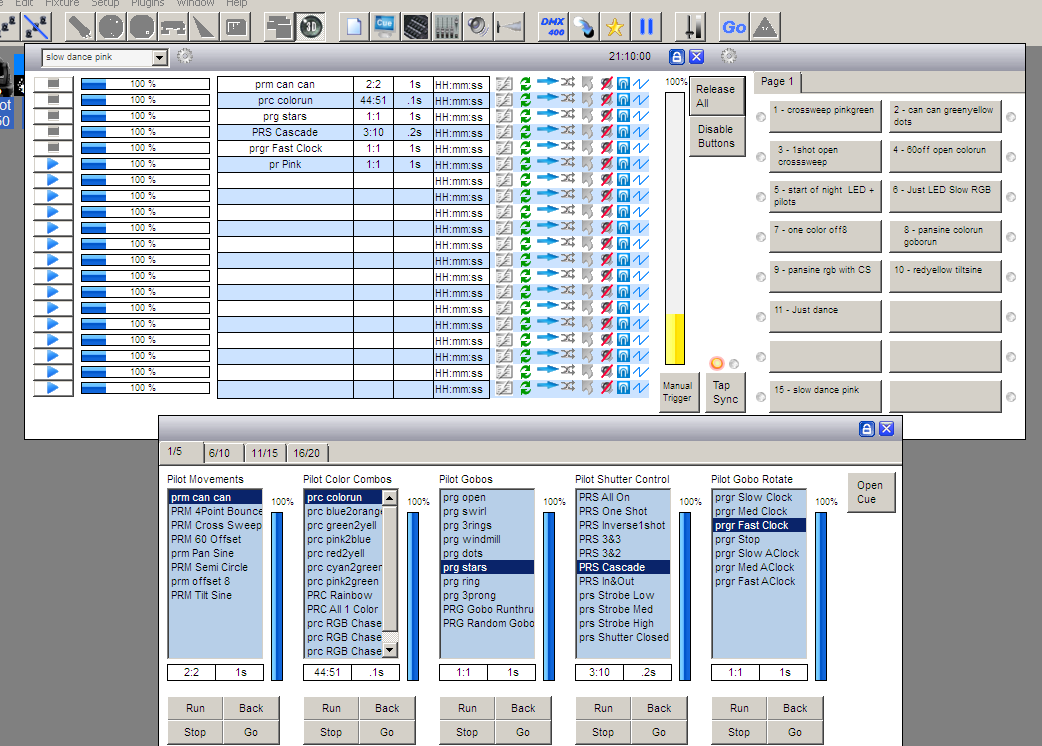 Edit Fixture Setup Plugins Window Help
Cue
3D
DMX
400
Go
slow dance pink
21:10:00
100 % prm can can 2:2 1s HH:mm:ss
100 % prc colorun 44:51 .1s HH:mm:ss
100 % prg stars 1:1 1s HH:mm:ss
100 % PRS Cascade 3:10 .2s HH:mm:ss
100 % prgr Fast Clock 1:1 1s HH:mm:ss
100 % pr Pink 1:1 1s HH:mm:ss
100 % HH:mm:ss
100 % HH:mm:ss
100 % HH:mm:ss
100 % HH:mm:ss
100 % HH:mm:ss
100 % HH:mm:ss
100 % HH:mm:ss
100 % HH:mm:ss
100 % HH:mm:ss
100 % HH:mm:ss
100 % HH:mm:ss
100 % HH:mm:ss
100 % HH:mm:ss
100 % HH:mm:ss
100%
Release
All
Disable
Buttons
Manual
Trigger
Tap
Sync
Page 1
1 - crossweep pinkgreen
2 - can can greenyellow
dots
3 - 1shot open
crosssweep
4 - 60off open colorun
5 - start of night LED +
pilots
6 - Just LED Slow RGB
7 - one color off8
8 - pansine colorun
goborun
9 - pansine rgb with CS
10 - redyellow tiltsine
11 - Just dance
15 - slow dance pink
1/5 6/10 11/15 16/20
Pilot Movements
prm can can
PRM 4Point Bounce
PRM Cross Sweep
PRM 60 Offset
prm Pan Sine
PRM Semi Circle
prm offset 8
PRM Tilt Sine
100%
2:2 1s
Run Back
Stop Go
Pilot Color Combos
prc colorun
prc blue2orang
prc green2yell
prc pink2blue
prc red2yell
prc cyan2green
prc pink2green
PRC Rainbow
PRC All 1 Color
prc RGB Chase
prc RGB Chase
prc RGB Chase
100%
44:51 .1s
Run Back
Stop Go
Pilot Gobos
prg open
prg swirl
prg 3rings
prg windmill
prg dots
prg stars
prg ring
prg 3prong
PRG Gobo Runthru
PRG Random Gobo
100%
1:1 1s
Run Back
Stop Go
Pilot Shutter Control
PRS All On
PRS One Shot
PRS Inverse1shot
PRS 3&3
PRS 3&2
PRS Cascade
PRS In&Out
prs Strobe Low
prs Strobe Med
prs Strobe High
prs Shutter Closed
100%
3:10 .2s
Run Back
Stop Go
Pilot Gobo Rotate
prgr Slow Clock
prgr Med Clock
prgr Fast Clock
prgr Stop
prgr Slow AClock
prgr Med AClock
prgr Fast AClock
100%
1:1 1s
Run Back
Stop Go
Open
Cue